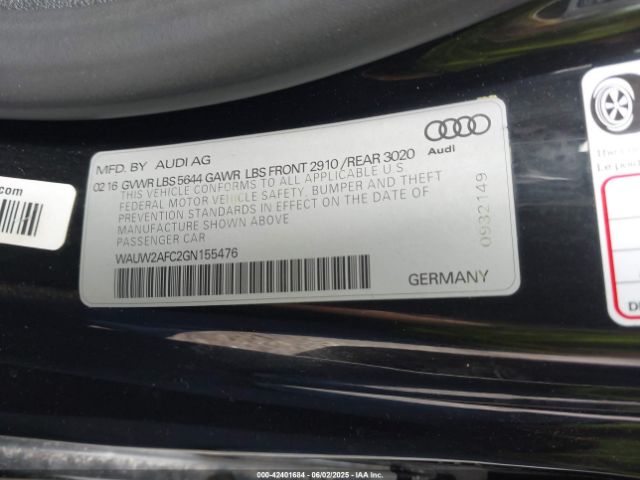 MFD. BY AUDI AG
02 16 GVWR LBS 5644 GAWR LBS FRONT 2910 / REAR 3020
THIS VEHICLE CONFORMS TO ALL APPLICABLE U.S.
FEDERAL MOTOR VEHICLE SAFETY, BUMPER AND THEFT
PREVENTION STANDARDS IN EFFECT ON THE DATE OF
MANUFACTURE SHOWN ABOVE
PASSENGER CAR
WAUW2AFC2GN155476
GERMANY
Audi
0932149
.com
000-42401684 | 06/02/2025 | IAAI.COM